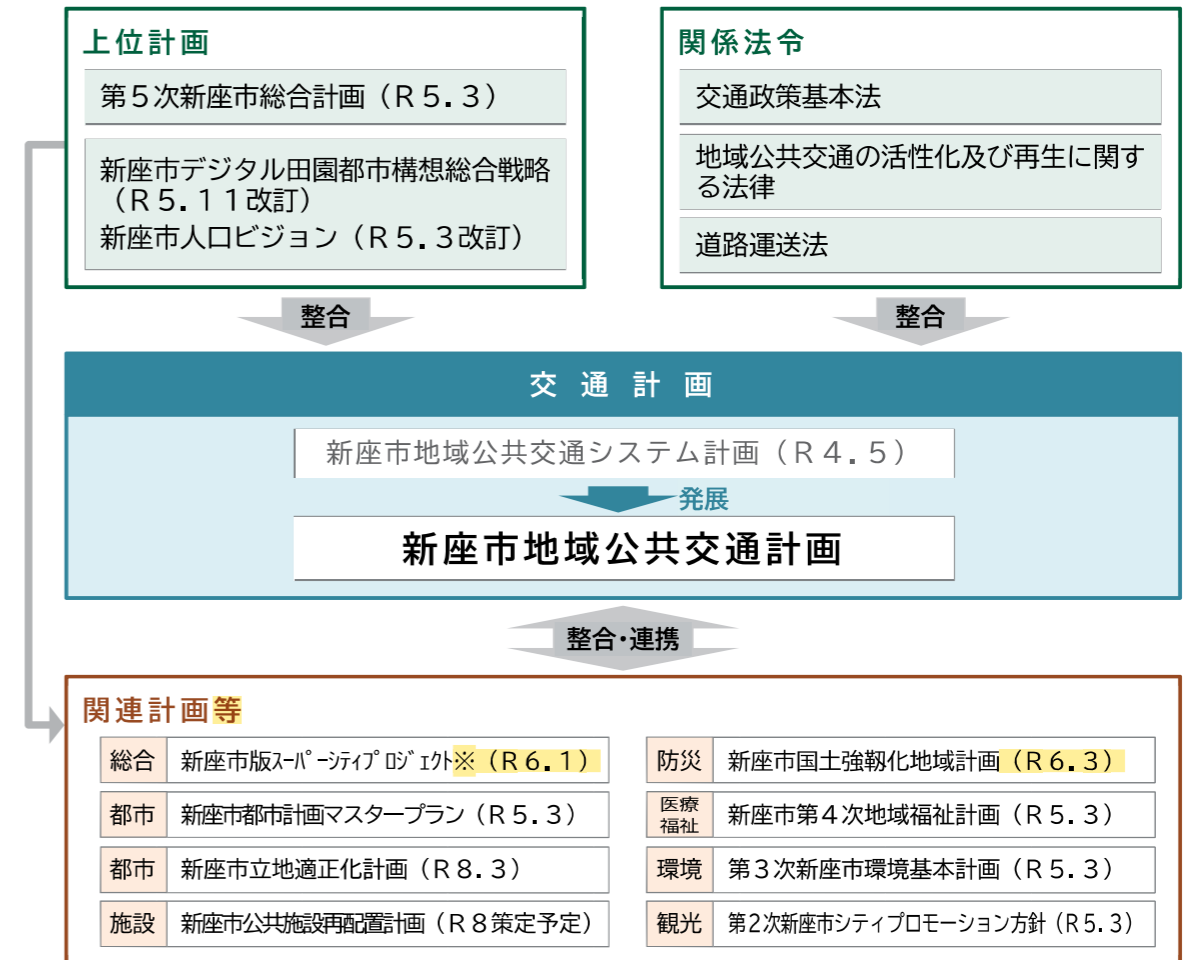 上位計画
第５次新座市総合計画（R５.３）
新座市デジタル田園都市構想総合戦略
（R５.１１改訂）
新座市人口ビジョン（R５.３改訂）
関係法令
交通政策基本法
地域公共交通の活性化及び再生に関す
る法律
道路運送法
整合
整合
交通計画
新座市地域公共交通システム計画（R４.５）
発展
新座市地域公共交通計画
整合・連携
関連計画等
総合 新座市版ｽｰﾊﾟｰｼﾃｨﾌﾟﾛｼﾞｪｸﾄ※（R６.１）
都市 新座市都市計画マスタープラン（R５.３）
都市 新座市立地適正化計画（R８.３）
施設 新座市公共施設再配置計画（R８策定予定）
防災 新座市国土強靱化地域計画（R６.３）
医療
福祉 新座市第４次地域福祉計画（R５.３）
環境 第３次新座市環境基本計画（R５.３）
観光 第２次新座市シティプロモーション方針（R５.３）